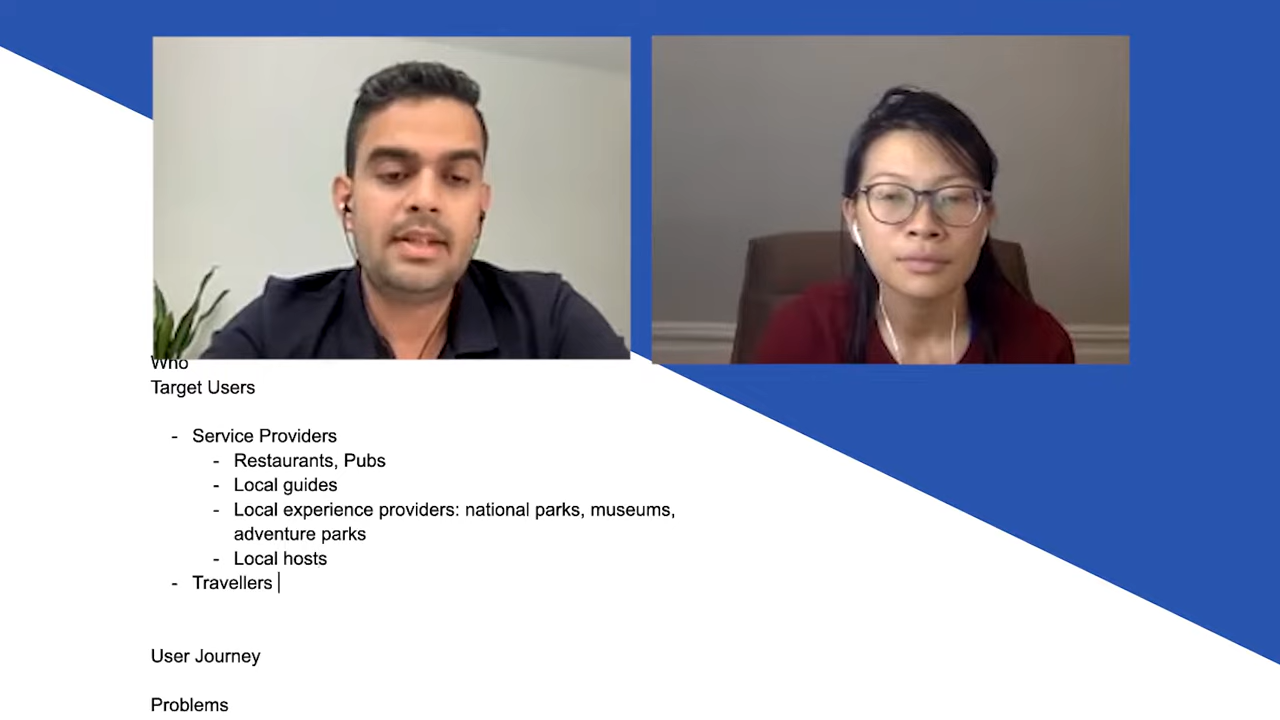 Who
Target Users
- Service Providers
- Restaurants, Pubs
- Local guides
- Local experience providers: national parks, museums,
adventure parks
- Local hosts
- Travellers
User Journey
Problems